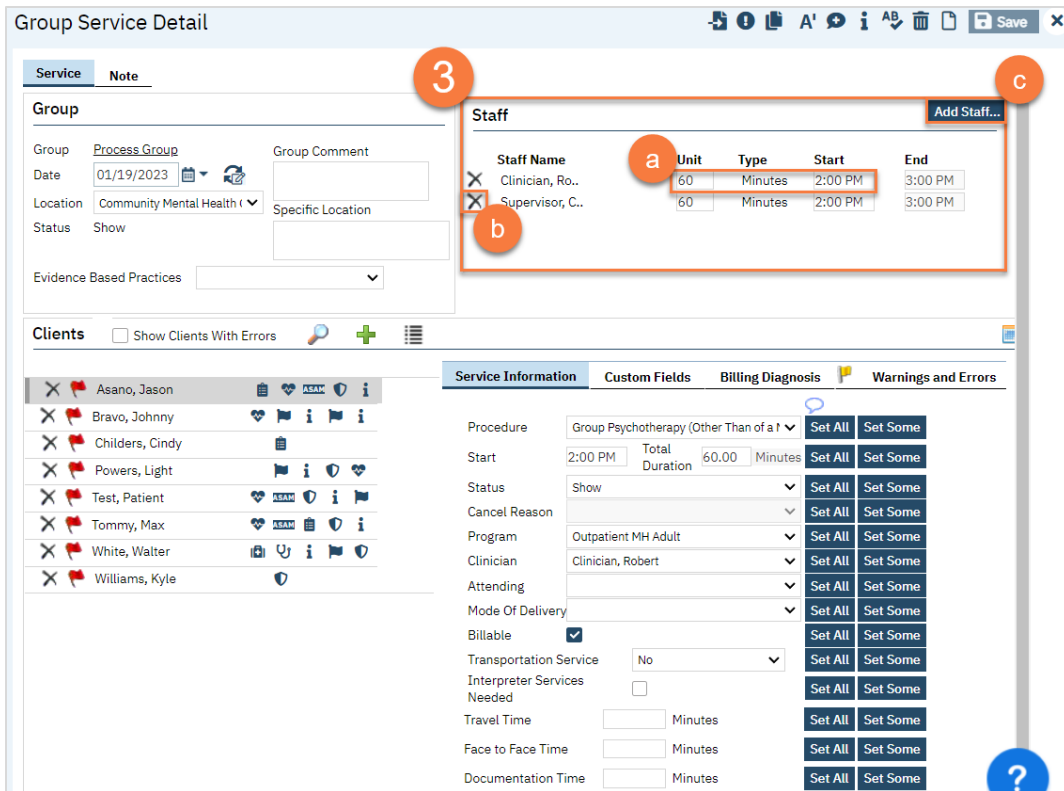 Group Service Detail
A' i AB Save
Service Note
3
c
Group
Group Process Group
Date 01/19/2023
Location Community Mental Health (
Status Show
Group Comment
Specific Location
Evidence Based Practices
Staff
Add Staff...
a
Staff Name Unit Type Start End
Clinician, Ro.. 60 Minutes 2:00 PM 3:00 PM
Supervisor, C.. 60 Minutes 2:00 PM 3:00 PM
b
Clients Show Clients With Errors
Asano, Jason ASAM i
Bravo, Johnny i i
Childers, Cindy
Powers, Light i
Test, Patient ASAM i
Tommy, Max ASAM i
White, Walter i
Williams, Kyle
Service Information Custom Fields Billing Diagnosis Warnings and Errors
Procedure Group Psychotherapy (Other Than of a M Set All Set Some
Start 2:00 PM Total Duration 60.00 Minutes Set All Set Some
Status Show Set All Set Some
Cancel Reason Set All Set Some
Program Outpatient MH Adult Set All Set Some
Clinician Clinician, Robert Set All Set Some
Attending Set All Set Some
Mode Of Delivery Set All Set Some
Billable Set All Set Some
Transportation Service No Set All Set Some
Interpreter Services Needed Set All Set Some
Travel Time Minutes Set All Set Some
Face to Face Time Minutes Set All Set Some
Documentation Time Minutes Set All Set Some
?